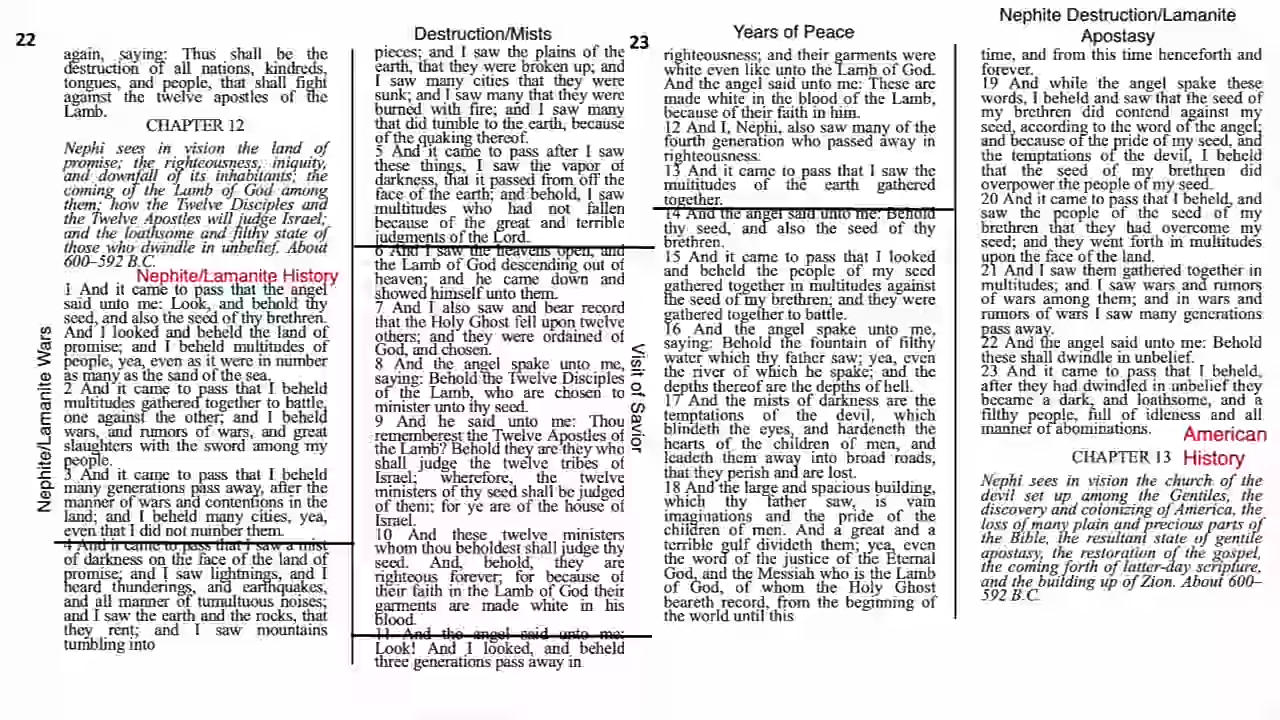 22
again, saying: Thus shall be the
destruction of all nations, kindreds,
tongues, and people, that shall fight
against the twelve apostles of the
Lamb.
CHAPTER 12
Nephi sees in vision the land of
promise; the righteousness, iniquity,
and downfall of its inhabitants; the
coming of the Lamb of God among
them; how the Twelve Disciples and
the Twelve Apostles will judge Israel;
and the loathsome and filthy state of
those who dwindle in unbelief. About
600–592 B.C.
Nephite/Lamanite History
1 And it came to pass that the angel
said unto me: Look, and behold thy
seed, and also the seed of thy brethren.
And I looked and beheld the land of
promise; and I beheld multitudes of
people, yea, even as it were in number
as many as the sand of the sea.
Nephite/Lamanite Wars
2 And it came to pass that I beheld
multitudes gathered together to battle,
one against the other; and I beheld
wars, and rumors of wars, and great
slaughters with the sword among my
people.
3 And it came to pass that I beheld
many generations pass away, after the
manner of wars and contentions in the
land; and I beheld many cities, yea,
even that I did not number them.
4 And it came to pass that I saw a mist
of darkness on the face of the land of
promise; and I saw lightnings, and I
heard thunderings, and earthquakes,
and all manner of tumultuous noises;
and I saw the earth and the rocks, that
they rent; and I saw mountains
tumbling into
Destruction/Mists
pieces; and I saw the plains of the
earth, that they were broken up; and
I saw many cities that they were
sunk; and I saw many that they were
burned with fire; and I saw many
that did tumble to the earth, because
of the quaking thereof.
5 And it came to pass after I saw
these things, I saw the vapor of
darkness, that it passed from off the
face of the earth; and behold, I saw
multitudes who had not fallen
because of the great and terrible
judgments of the Lord.
6 And I saw the heavens open, and
the Lamb of God descending out of
heaven; and he came down and
showed himself unto them.
7 And I also saw and bear record
that the Holy Ghost fell upon twelve
others; and they were ordained of
God, and chosen.
8 And the angel spake unto me,
saying: Behold the Twelve Disciples
of the Lamb, who are chosen to
minister unto thy seed.
9 And he said unto me: Thou
rememberest the Twelve Apostles of
the Lamb? Behold they are they who
shall judge the twelve tribes of
Israel; wherefore, the twelve
ministers of thy seed shall be judged
of them; for ye are of the house of
Israel.
10 And these twelve ministers
whom thou beholdest shall judge thy
seed. And, behold, they are
righteous forever; for because of
their faith in the Lamb of God their
garments are made white in his
blood.
11 And the angel said unto me:
Look! And I looked, and beheld
three generations pass away in
Visit of Savior
23
Years of Peace
righteousness; and their garments were
white even like unto the Lamb of God.
And the angel said unto me: These are
made white in the blood of the Lamb,
because of their faith in him.
12 And I, Nephi, also saw many of the
fourth generation who passed away in
righteousness.
13 And it came to pass that I saw the
multitudes of the earth gathered
together.
14 And the angel said unto me: Behold
thy seed, and also the seed of thy
brethren.
15 And it came to pass that I looked
and beheld the people of my seed
gathered together in multitudes against
the seed of my brethren; and they were
gathered together to battle.
16 And the angel spake unto me,
saying: Behold the fountain of filthy
water which thy father saw; yea, even
the river of which he spake; and the
depths thereof are the depths of hell.
17 And the mists of darkness are the
temptations of the devil, which
blindeth the eyes, and hardeneth the
hearts of the children of men, and
leadeth them away into broad roads,
that they perish and are lost.
18 And the large and spacious building,
which thy father saw, is vain
imaginations and the pride of the
children of men. And a great and a
terrible gulf divideth them; yea, even
the word of the justice of the Eternal
God, and the Messiah who is the Lamb
of God, of whom the Holy Ghost
beareth record, from the beginning of
the world until this
Nephite Destruction/Lamanite
Apostasy
time, and from this time henceforth and
forever.
19 And while the angel spake these
words, I beheld and saw that the seed of
my brethren did contend against my
seed, according to the word of the angel;
and because of the pride of my seed, and
the temptations of the devil, I beheld
that the seed of my brethren did
overpower the people of my seed.
20 And it came to pass that I beheld, and
saw the people of the seed of my
brethren that they had overcome my
seed; and they went forth in multitudes
upon the face of the land.
21 And I saw them gathered together in
multitudes; and I saw wars and rumors
of wars among them; and in wars and
rumors of wars I saw many generations
pass away.
22 And the angel said unto me: Behold
these shall dwindle in unbelief.
23 And it came to pass that I beheld,
after they had dwindled in unbelief they
became a dark, and loathsome, and a
filthy people, full of idleness and all
manner of abominations.
American
History
CHAPTER 13
Nephi sees in vision the church of the
devil set up among the Gentiles, the
discovery and colonizing of America, the
loss of many plain and precious parts of
the Bible, the resultant state of gentile
apostasy, the restoration of the gospel,
the coming forth of latter-day scripture,
and the building up of Zion. About 600–
592 B.C.